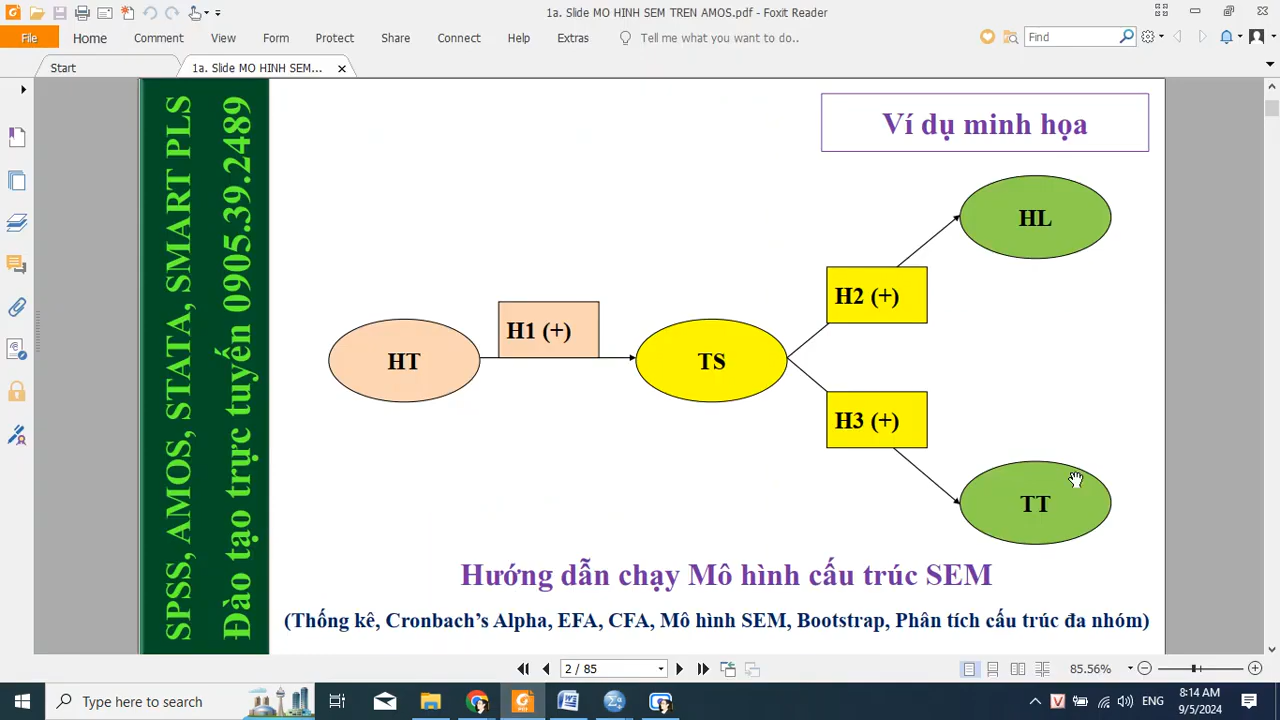 1a. Slide MO HINH SEM TREN AMOS.pdf - Foxit Reader
File Home Comment View Form Protect Share Connect Help Extras Tell me what you want to do.. Find
Start 1a. Slide MO HINH SEM...
SPSS, AMOS, STATA, SMART PLS
Đào tạo trực tuyến 0905.39.2489
Ví dụ minh họa
HL
H2 (+)
H1 (+)
HT
TS
H3 (+)
TT
Hướng dẫn chạy Mô hình cấu trúc SEM
(Thống kê, Cronbach’s Alpha, EFA, CFA, Mô hình SEM, Bootstrap, Phân tích cấu trúc đa nhóm)
2 / 85 85.56%
Type here to search ENG 8:14 AM
9/5/2024